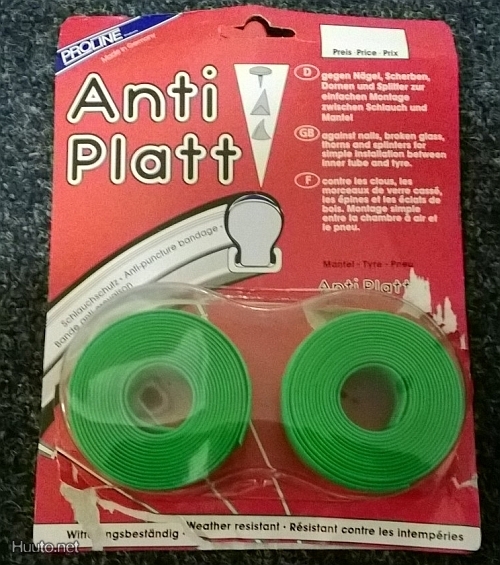 PROLINE
Made in Germany
Anti
Platt
Preis · Price · Prix
D
gegen Nägel, Scherben,
Dornen und Splitter zur
einfachen Montage
zwischen Schlauch und
Mantel
GB
against nails, broken glass,
thorns and splinters for
simple installation between
inner tube and tyre.
F
contre les clous, les
morceaux de verre cassé,
les épines et les éclats de
bois. Montage simple
entre la chambre à air et
le pneu.
Schlauchschutz · Anti-puncture bandage ·
Bande anti
Mantel - Tyre - Pneu
Anti Platt
Weather resistant · Résistant contre les intempéries
Huuto.net